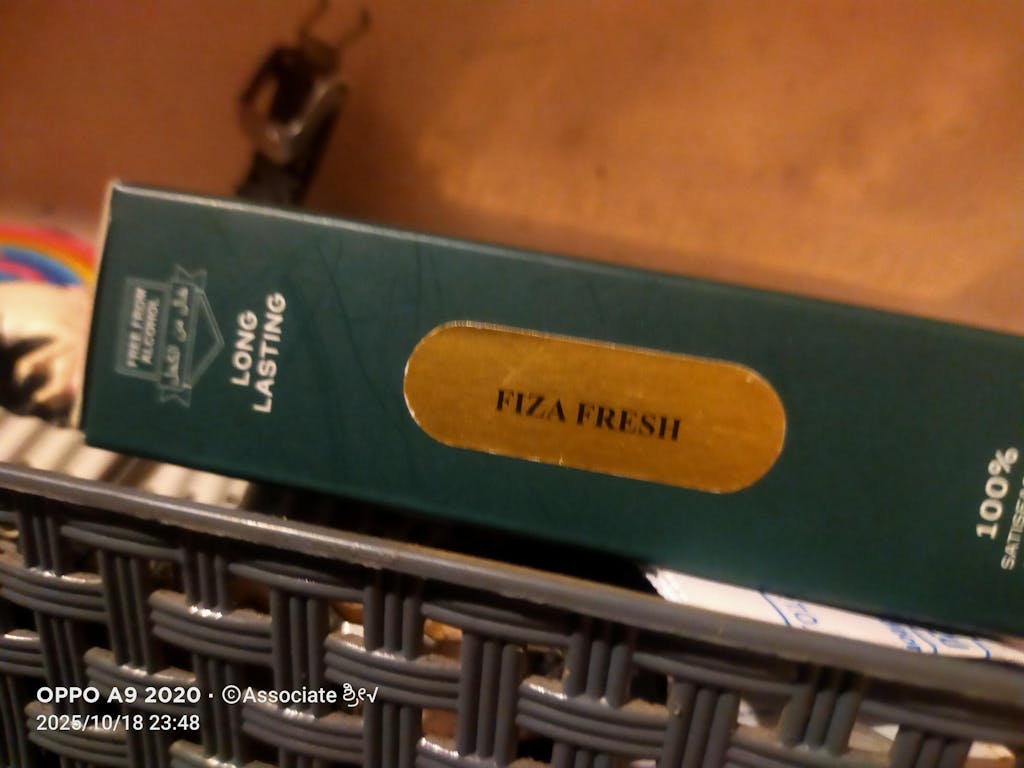 FREE FROM
ALCOHOL
LONG
LASTING
FIZA FRESH
100%
OPPO A9 2020 · ©Associate
2025/10/18 23:48